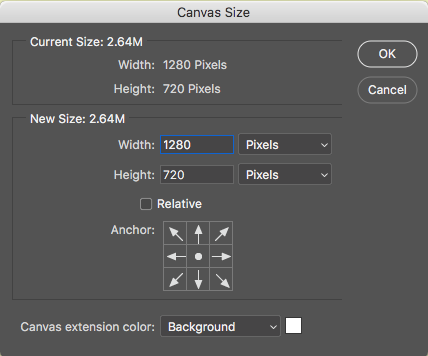 Canvas Size
Current Size: 2.64M
Width: 1280 Pixels
Height: 720 Pixels
OK
Cancel
New Size: 2.64M
Width: 1280 Pixels
Height: 720 Pixels
Relative
Anchor:
Canvas extension color: Background